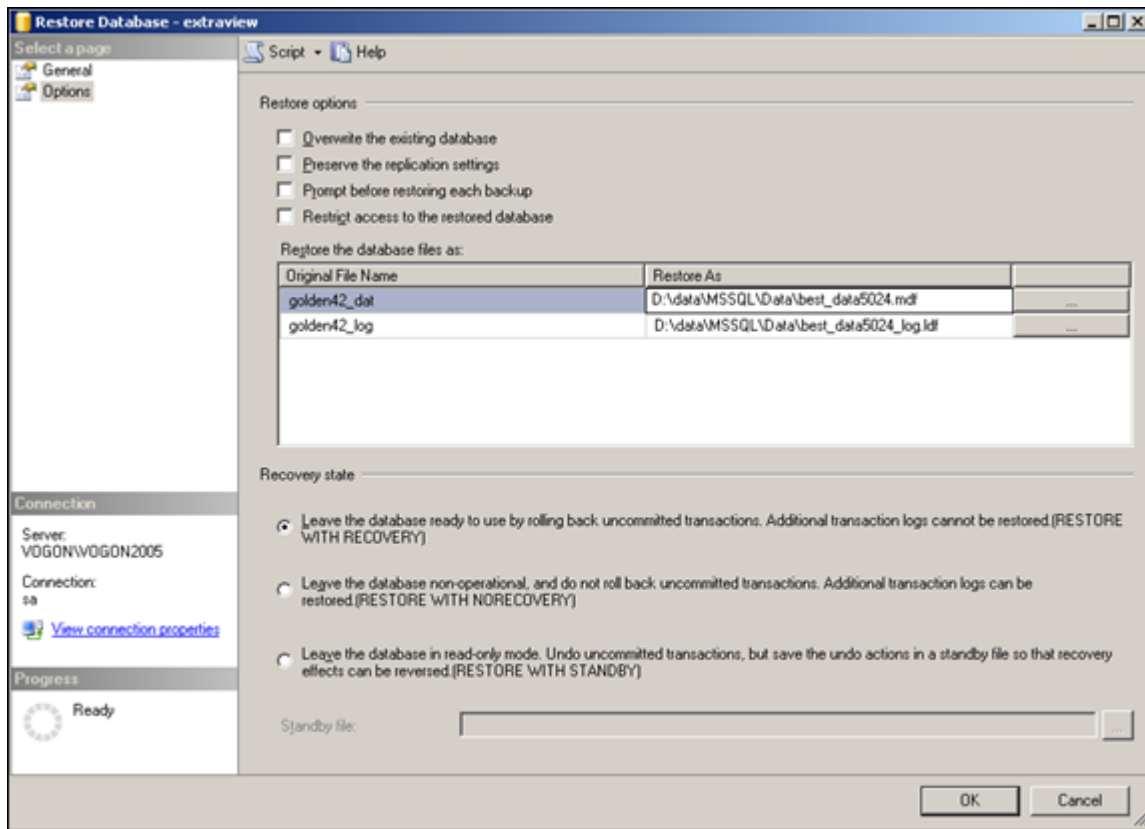 Restore Database - extraview
Select a page
General
Options
Script
Help
Restore options
Overwrite the existing database
Preserve the replication settings
Prompt before restoring each backup
Restrict access to the restored database
Restore the database files as:
Original File Name Restore As
golden42_dat D:\data\MSSQL\Data\best_data5024.mdf ...
golden42_log D:\data\MSSQL\Data\best_data5024_log.ldf ...
Recovery state
Leave the database ready to use by rolling back uncommitted transactions. Additional transaction logs cannot be restored.(RESTORE
WITH RECOVERY)
Leave the database non-operational, and do not roll back uncommitted transactions. Additional transaction logs can be
restored.(RESTORE WITH NORECOVERY)
Leave the database in read-only mode. Undo uncommitted transactions, but save the undo actions in a standby file so that recovery
effects can be reversed.(RESTORE WITH STANDBY)
Standby file: ...
Connection
Server:
VOGON\VOGON2005
Connection:
sa
View connection properties
Progress
Ready
OK Cancel